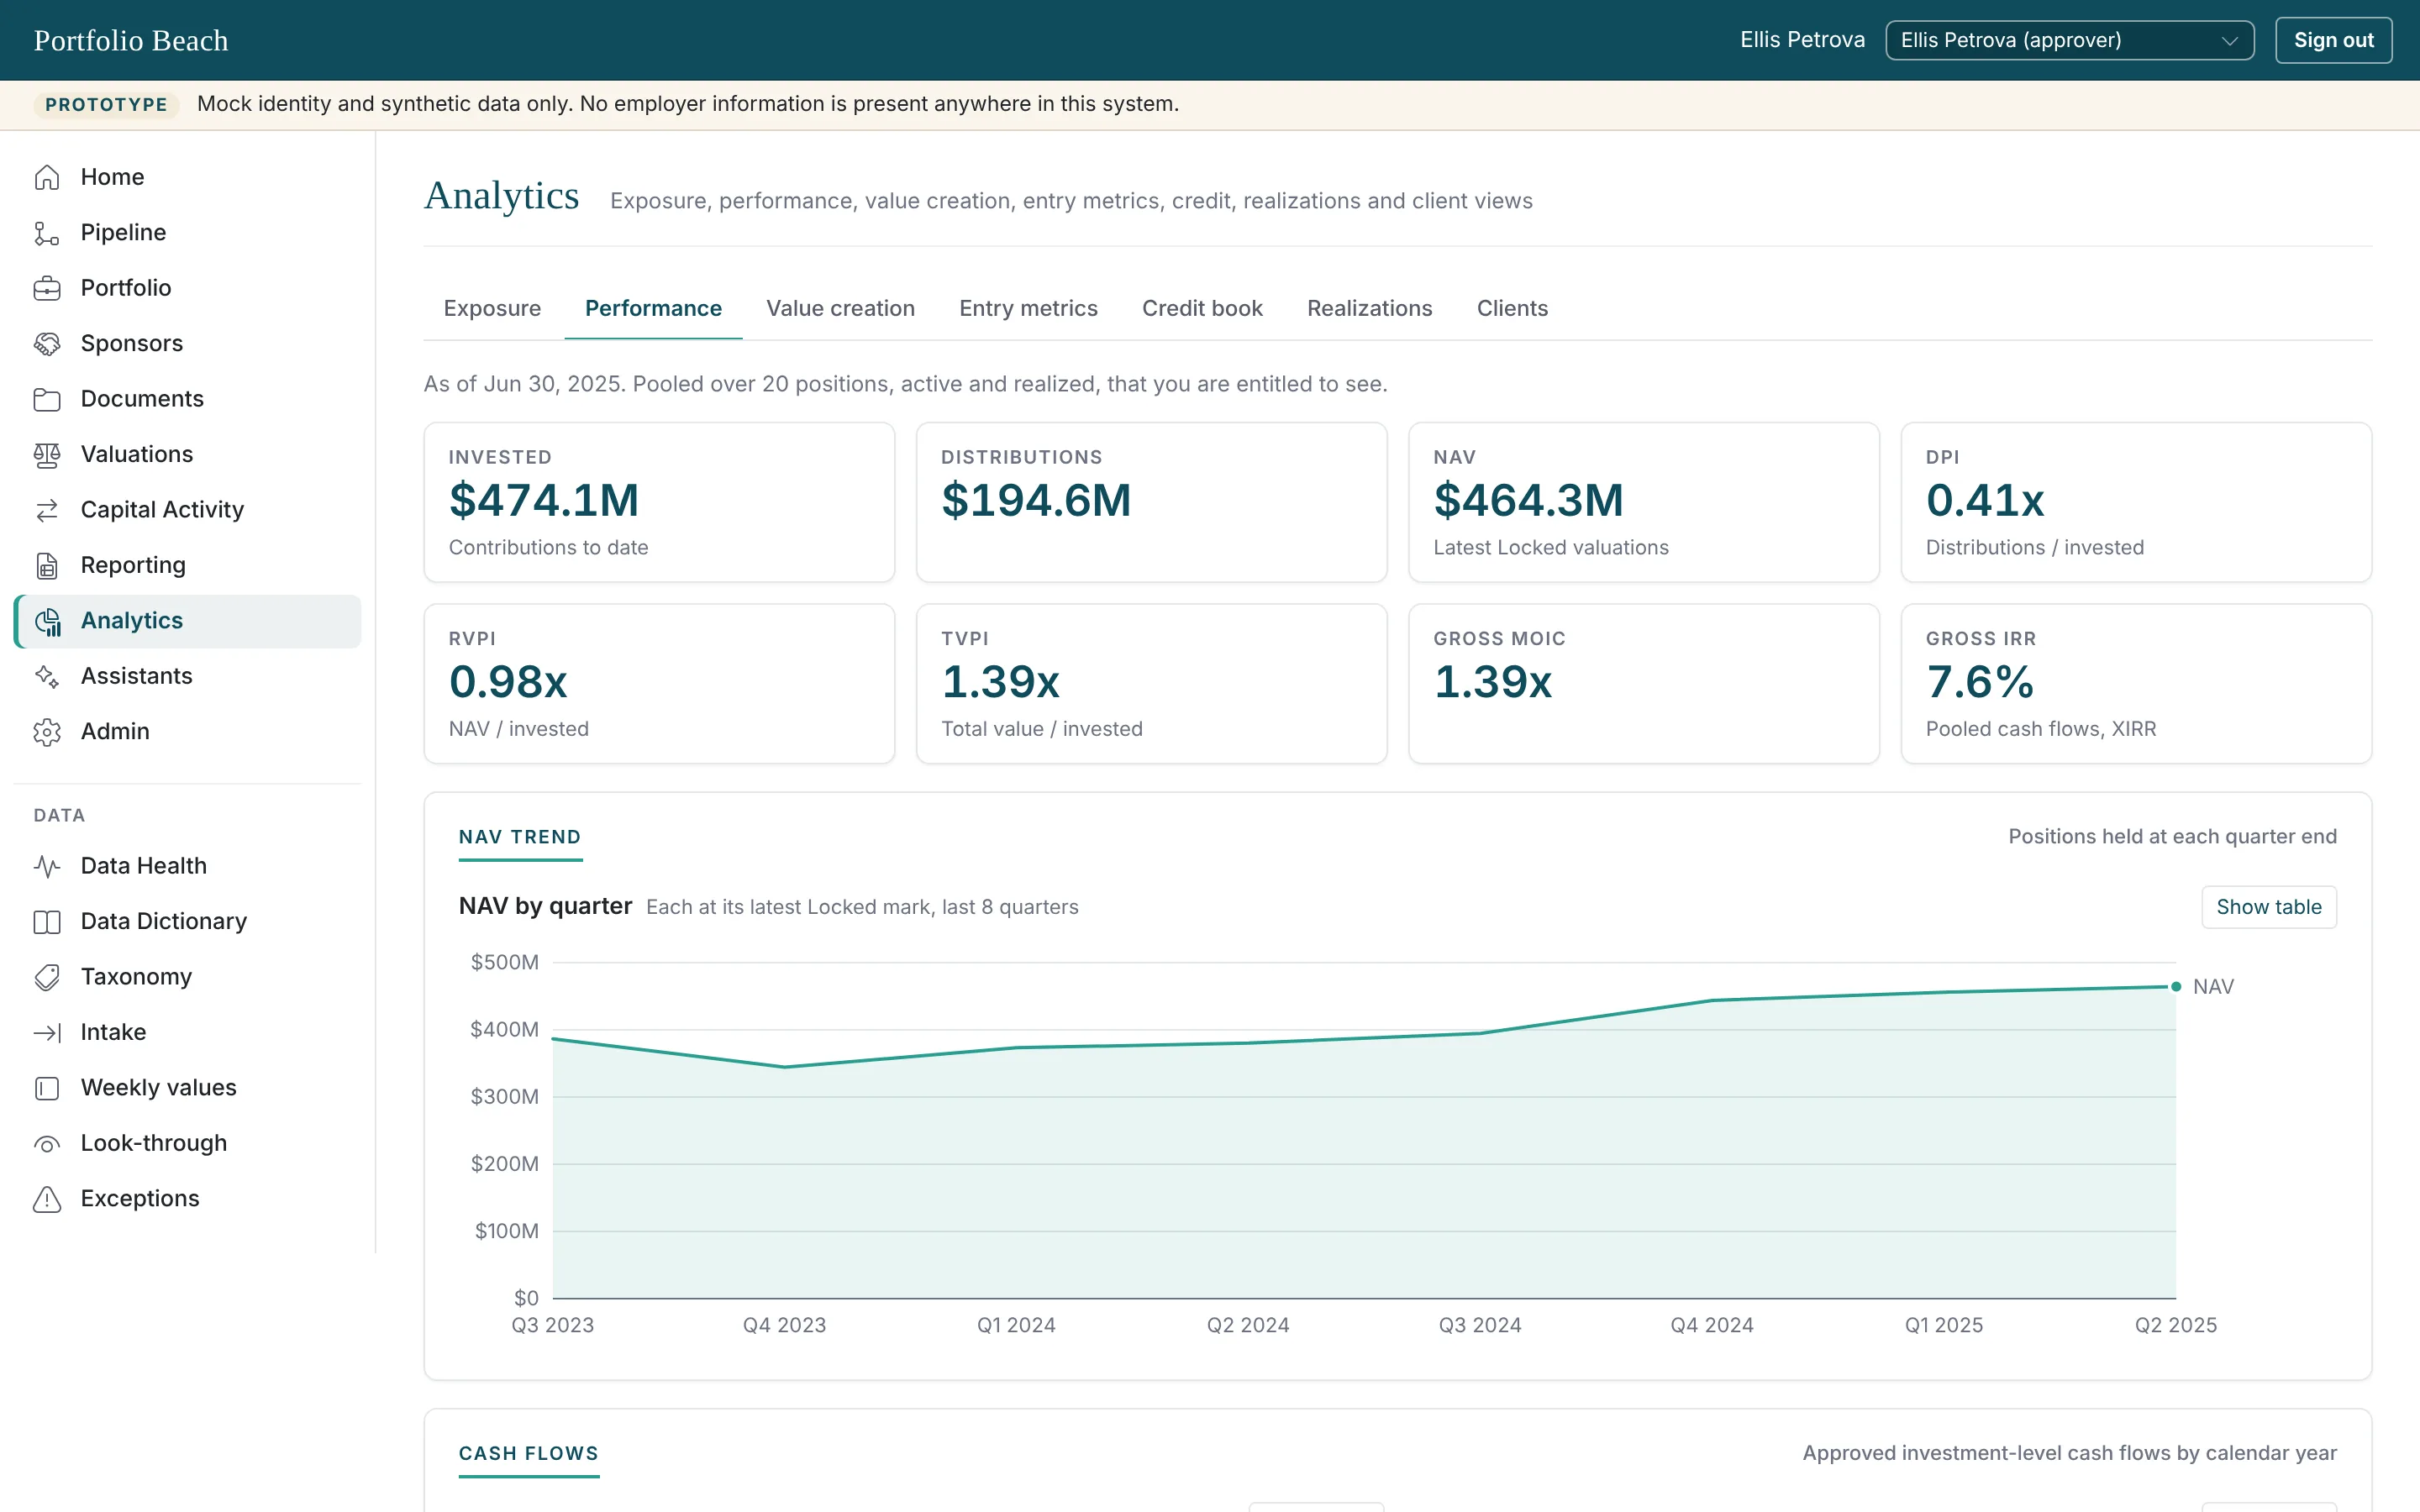 Portfolio Beach
Ellis Petrova
Ellis Petrova (approver)
Sign out
PROTOTYPE Mock identity and synthetic data only. No employer information is present anywhere in this system.
Home
Pipeline
Portfolio
Sponsors
Documents
Valuations
Capital Activity
Reporting
Analytics
Assistants
Admin
DATA
Data Health
Data Dictionary
Taxonomy
Intake
Weekly values
Look-through
Exceptions
Analytics Exposure, performance, value creation, entry metrics, credit, realizations and client views
Exposure Performance Value creation Entry metrics Credit book Realizations Clients
As of Jun 30, 2025. Pooled over 20 positions, active and realized, that you are entitled to see.
INVESTED
$474.1M
Contributions to date
DISTRIBUTIONS
$194.6M
NAV
$464.3M
Latest Locked valuations
DPI
0.41x
Distributions / invested
RVPI
0.98x
NAV / invested
TVPI
1.39x
Total value / invested
GROSS MOIC
1.39x
GROSS IRR
7.6%
Pooled cash flows, XIRR
NAV TREND
Positions held at each quarter end
NAV by quarter Each at its latest Locked mark, last 8 quarters
Show table
$500M
$400M
$300M
$200M
$100M
$0
NAV
Q3 2023 Q4 2023 Q1 2024 Q2 2024 Q3 2024 Q4 2024 Q1 2025 Q2 2025
CASH FLOWS
Approved investment-level cash flows by calendar year